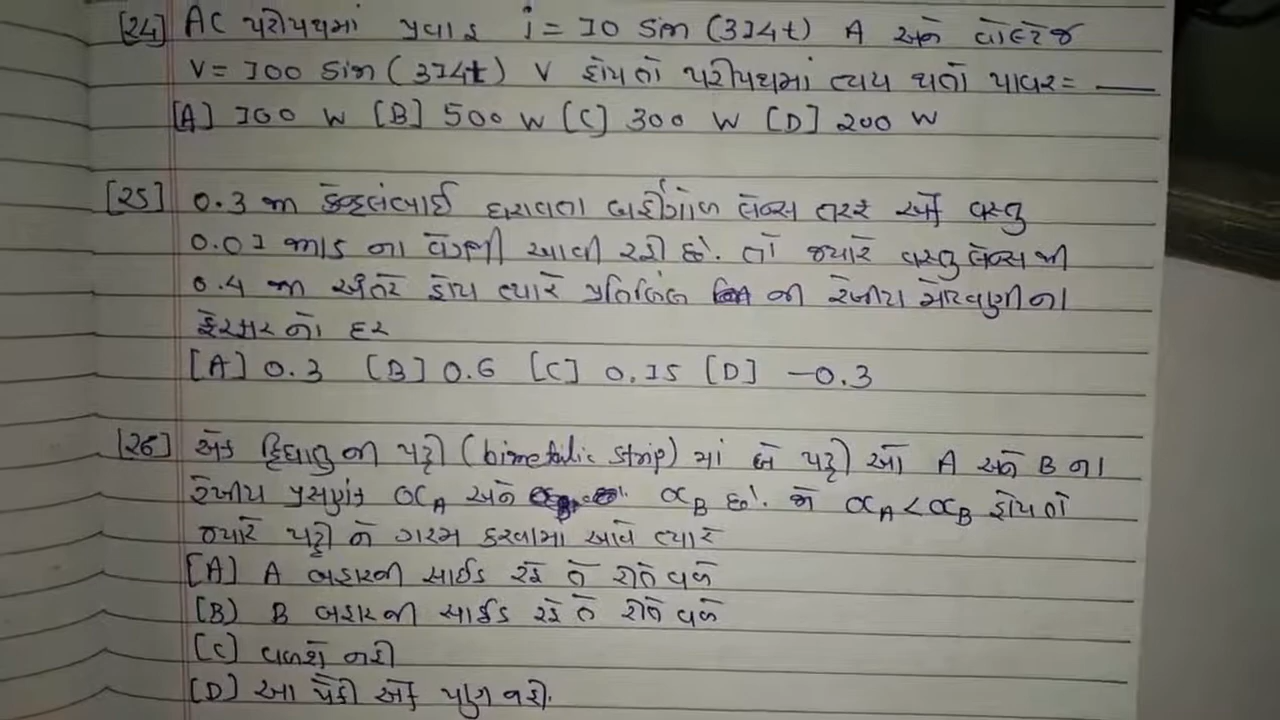 [24] AC પરીપથમાં પ્રવાહ i = 10 Sin (314t) A અને વોલ્ટેજ
V = 100 Sin (314t) V હોય તો પરીપથમાં વ્યય થતો પાવર = ___
[A] 100 W [B] 500 W [C] 300 W [D] 200 W
[25] 0.3 m કેન્દ્રલંબાઈ ધરાવતા બહીર્ગોળ લેન્સ તરફ એક વસ્તુ
0.01 m/s ના વેગથી આવી રહી છે. તો જ્યારે વસ્તુ લેન્સથી
0.4 m અંતરે હોય ત્યારે પ્રતિબિંબ ની રેખીય મોટવણીના
ફેરફારનો દર
[A] 0.3 [B] 0.6 [C] 0.15 [D] -0.3
[26] એક દ્વિધાતુની પટ્ટી (bimetalic strip) માં બે પટ્ટી ઓ A અને B ના
રેખીય પ્રસણાંક αA અને αB છે. જો αA < αB હોય તો
જ્યારે પટ્ટી ને ગરમ કરવામા આવે ત્યારે
[A] A બહારની સાઈડ રહે તે રીતે વળે
[B] B બહારની સાઈડ રહે તે રીતે વળે
[C] વળશે નહી
[D] આ પૈકી એક પણ નહી.